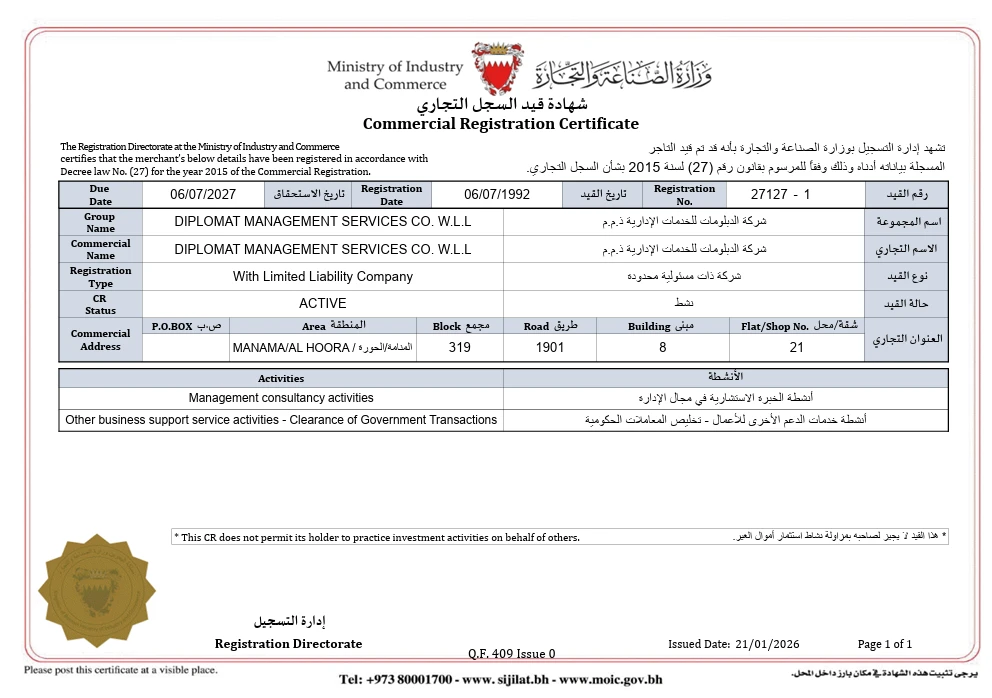 Ministry of Industry
and Commerce
وزارة الصناعة والتجارة
شهادة قيد السجل التجاري
Commercial Registration Certificate
The Registration Directorate at the Ministry of Industry and Commerce
certifies that the merchant's below details have been registered in accordance with
Decree law No. (27) for the year 2015 of the Commercial Registration.
تشهد إدارة التسجيل بوزارة الصناعة والتجارة بأنه قد تم قيد التاجر
المسجلة بياناته أدناه وذلك وفقاً للمرسوم بقانون رقم (27) لسنة 2015 بشأن السجل التجاري.
Due Date 06/07/2027 تاريخ الاستحقاق Registration Date 06/07/1992 تاريخ القيد Registration No. 27127 - 1 رقم القيد
Group Name DIPLOMAT MANAGEMENT SERVICES CO. W.L.L شركة الدبلومات للخدمات الإدارية ذ.م.م اسم المجموعة
Commercial Name DIPLOMAT MANAGEMENT SERVICES CO. W.L.L شركة الدبلومات للخدمات الإدارية ذ.م.م الاسم التجاري
Registration Type With Limited Liability Company شركة ذات مسئولية محدودة نوع القيد
CR Status ACTIVE نشط حالة القيد
Commercial Address P.O.BOX ص.ب Area المنطقة Block مجمع Road طريق Building مبنى Flat/Shop No. شقة/محل العنوان التجاري
MANAMA/AL HOORA / المنامة/الحورة 319 1901 8 21
Activities الأنشطة
Management consultancy activities أنشطة الخبرة الاستشارية في مجال الإدارة
Other business support service activities - Clearance of Government Transactions أنشطة خدمات الدعم الأخرى للأعمال - تخليص المعاملات الحكومية
* This CR does not permit its holder to practice investment activities on behalf of others. * هذا القيد لا يجيز لصاحبه بمزاولة نشاط استثمار أموال الغير.
إدارة التسجيل
Registration Directorate
Issued Date: 21/01/2026
Page 1 of 1
Q.F. 409 Issue 0
Please post this certificate at a visible place.
يرجى تثبيت هذه الشهادة في مكان بارز داخل المحل.
Tel: +973 80001700 - www. sijilat.bh - www.moic.gov.bh